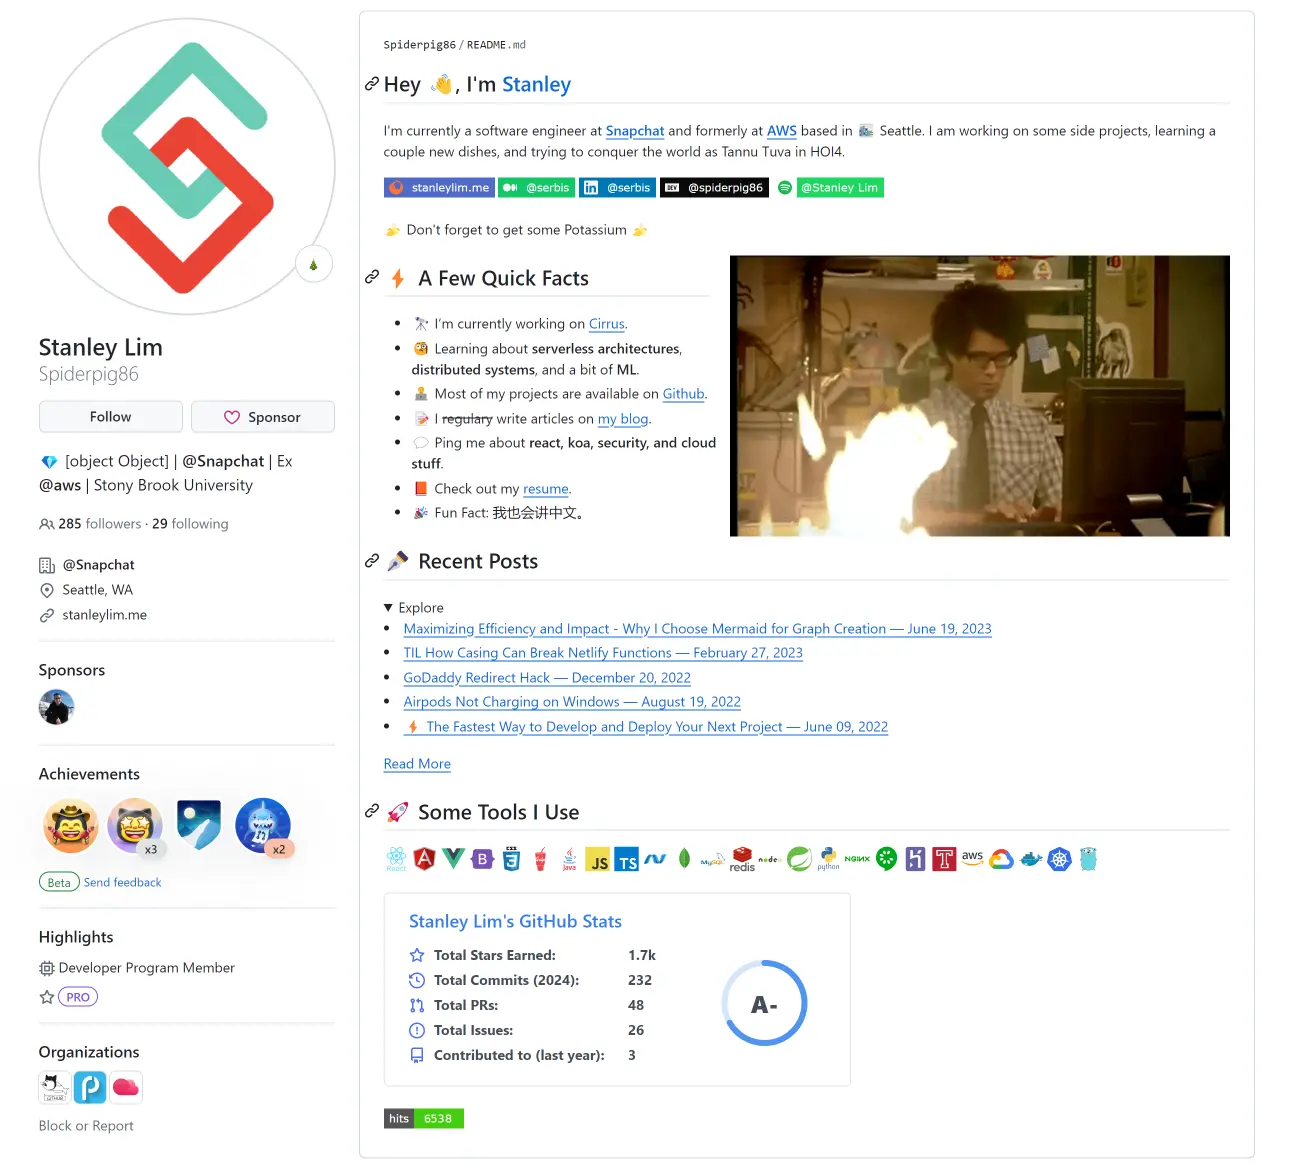 Stanley Lim
Spiderpig86
Follow
Sponsor
[object Object] | @Snapchat | Ex
@aws | Stony Brook University
285 followers · 29 following
@Snapchat
Seattle, WA
stanleylim.me
Sponsors
Achievements
x3
x2
Beta Send feedback
Highlights
Developer Program Member
PRO
Organizations
Block or Report
Spiderpig86 / README.md
Hey 👋, I'm Stanley
I'm currently a software engineer at Snapchat and formerly at AWS based in 🌁 Seattle. I am working on some side projects, learning a
couple new dishes, and trying to conquer the world as Tannu Tuva in HOI4.
stanleylim.me @serbis @serbis DEV @spiderpig86 @Stanley Lim
🍌 Don't forget to get some Potassium 🍌
⚡ A Few Quick Facts
🔭 I'm currently working on Cirrus.
🧐 Learning about serverless architectures,
distributed systems, and a bit of ML.
👨‍💻 Most of my projects are available on Github.
📝 I regulary write articles on my blog.
💬 Ping me about react, koa, security, and cloud
stuff.
📙 Check out my resume.
🎉 Fun Fact: 我也会讲中文。
Recent Posts
▼ Explore
Maximizing Efficiency and Impact - Why I Choose Mermaid for Graph Creation — June 19, 2023
TIL How Casing Can Break Netlify Functions — February 27, 2023
GoDaddy Redirect Hack — December 20, 2022
Airpods Not Charging on Windows — August 19, 2022
⚡ The Fastest Way to Develop and Deploy Your Next Project — June 09, 2022
Read More
🚀 Some Tools I Use
React B 3 Java JS TS MySQL redis node python NGINX T aws
Stanley Lim's GitHub Stats
Total Stars Earned: 1.7k
Total Commits (2024): 232
Total PRs: 48
Total Issues: 26
Contributed to (last year): 3
A-
hits 6538